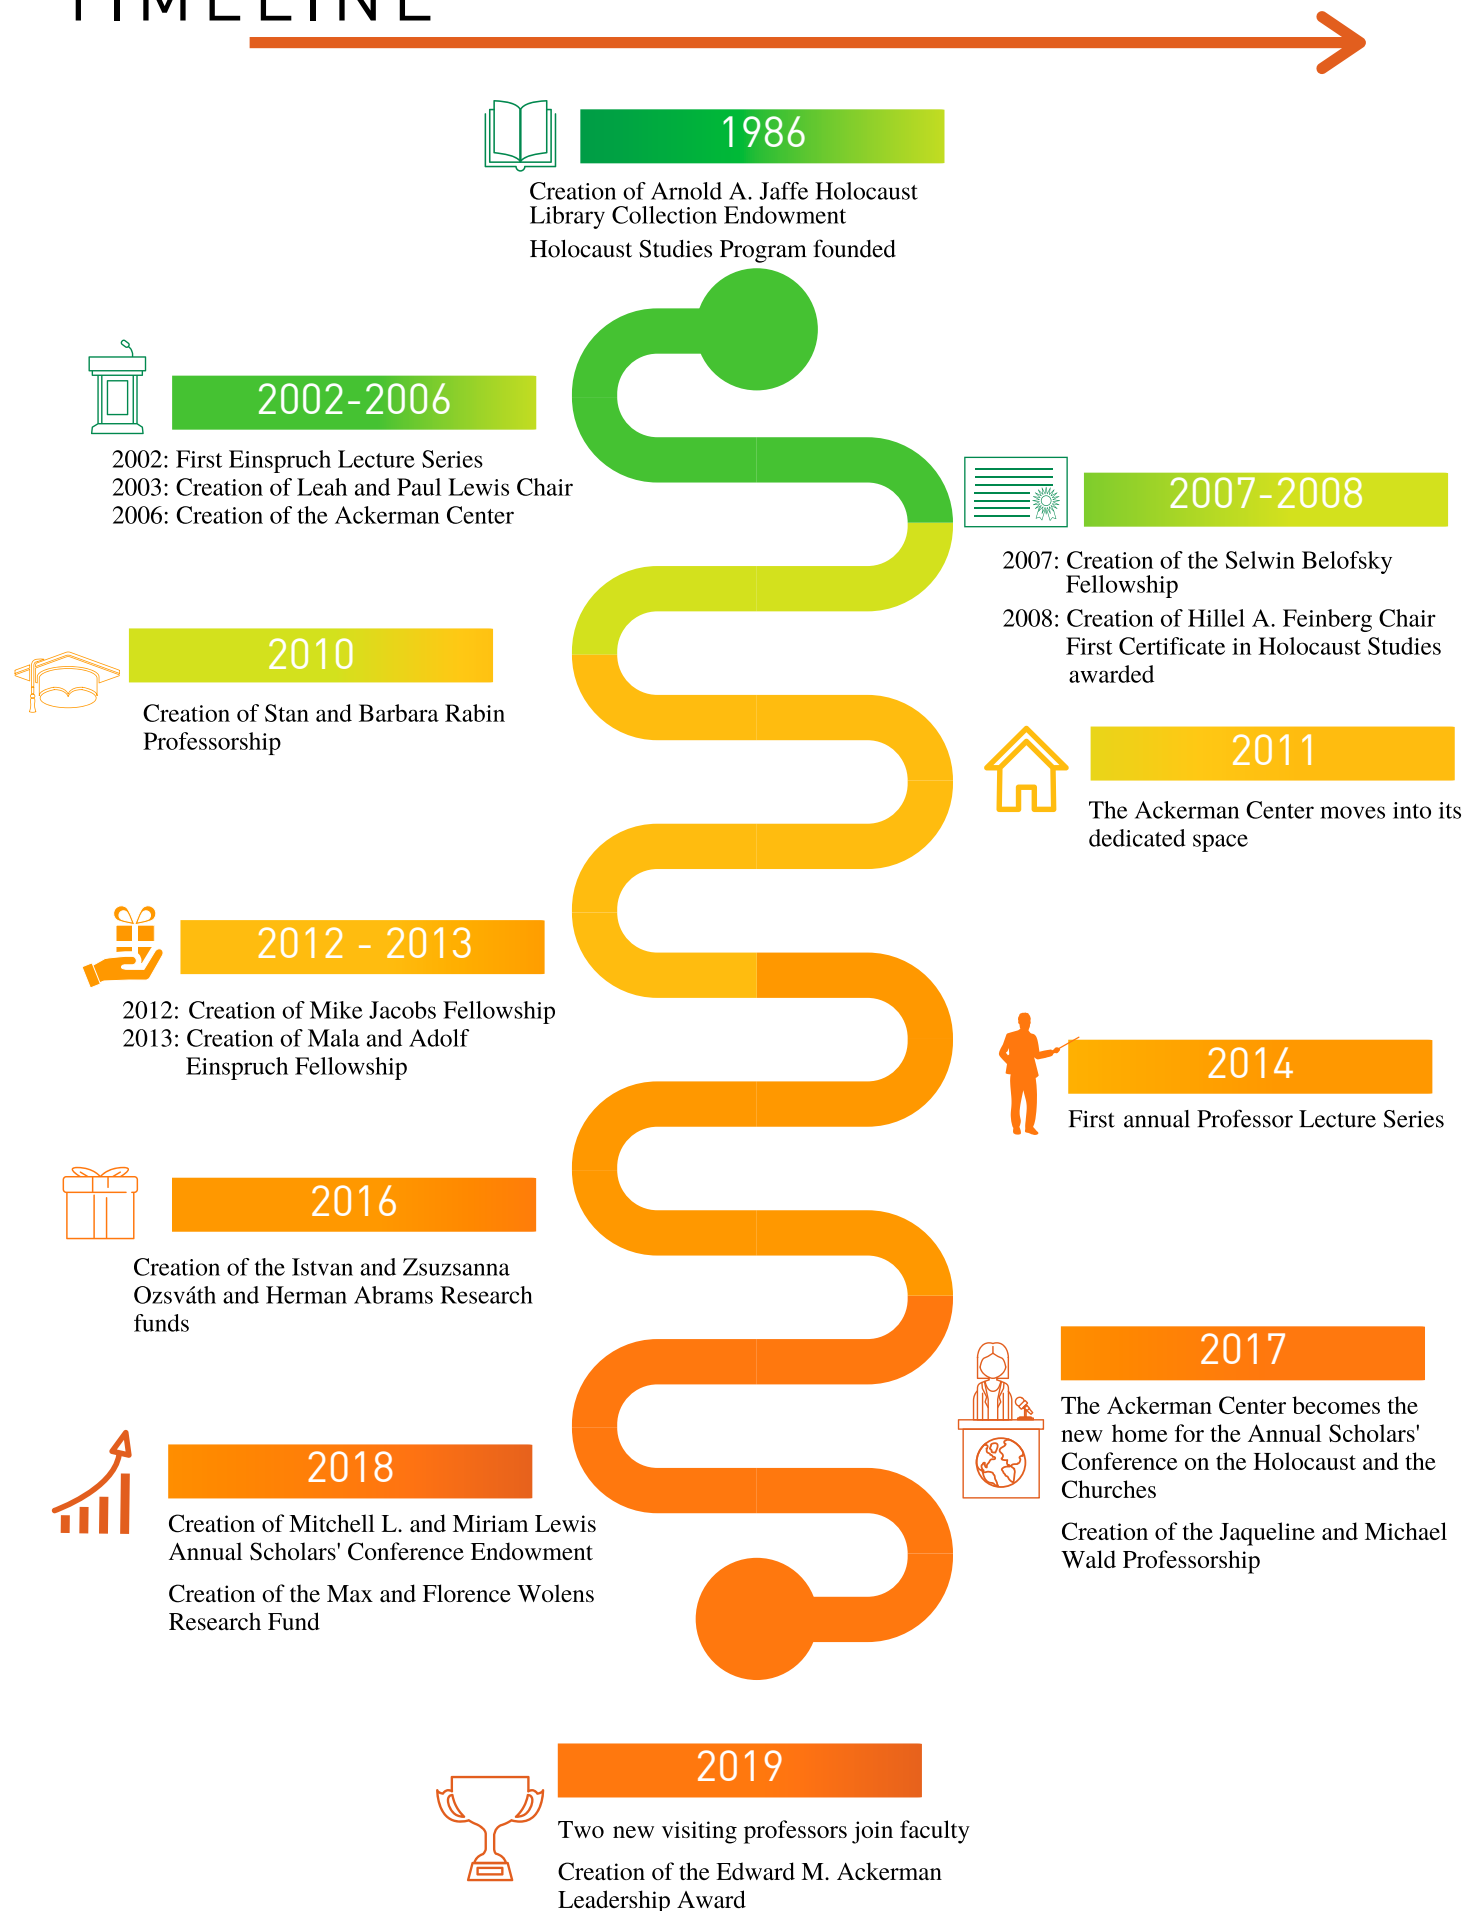 TIMELINE
1986
Creation of Arnold A. Jaffe Holocaust
Library Collection Endowment
Holocaust Studies Program founded
2002-2006
2002: First Einspruch Lecture Series
2003: Creation of Leah and Paul Lewis Chair
2006: Creation of the Ackerman Center
2007-2008
2007: Creation of the Selwin Belofsky
Fellowship
2008: Creation of Hillel A. Feinberg Chair
First Certificate in Holocaust Studies
awarded
2010
Creation of Stan and Barbara Rabin
Professorship
2011
The Ackerman Center moves into its
dedicated space
2012 - 2013
2012: Creation of Mike Jacobs Fellowship
2013: Creation of Mala and Adolf
Einspruch Fellowship
2014
First annual Professor Lecture Series
2016
Creation of the Istvan and Zsuzsanna
Ozsváth and Herman Abrams Research
funds
2017
The Ackerman Center becomes the
new home for the Annual Scholars'
Conference on the Holocaust and the
Churches
Creation of the Jaqueline and Michael
Wald Professorship
2018
Creation of Mitchell L. and Miriam Lewis
Annual Scholars' Conference Endowment
Creation of the Max and Florence Wolens
Research Fund
2019
Two new visiting professors join faculty
Creation of the Edward M. Ackerman
Leadership Award